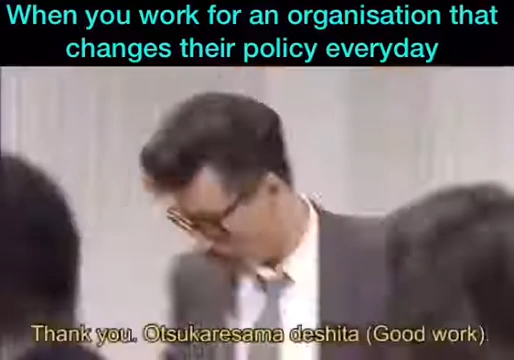 When you work for an organisation that
changes their policy everyday
Thank you. Otsukaresama deshita (Good work).